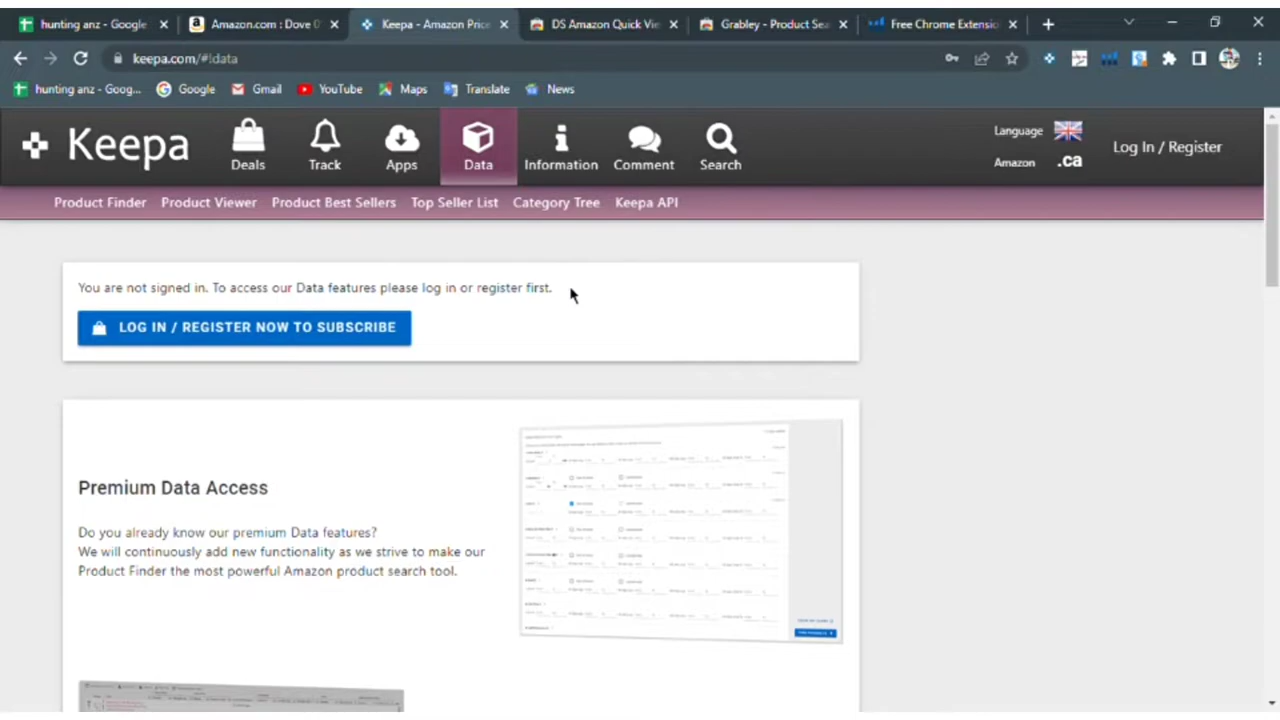 hunting anz - Google
Amazon.com : Dove
Keepa - Amazon Price
DS Amazon Quick Vie
Grabley - Product Sea
Free Chrome Extensio
keepa.com/#!data
hunting anz - Goog...
Google
Gmail
YouTube
Maps
Translate
News
Keepa
Deals
Track
Apps
Data
Information
Comment
Search
Language
Amazon .ca
Log In / Register
Product Finder
Product Viewer
Product Best Sellers
Top Seller List
Category Tree
Keepa API
You are not signed in. To access our Data features please log in or register first.
LOG IN / REGISTER NOW TO SUBSCRIBE
Premium Data Access
Do you already know our premium Data features?
We will continuously add new functionality as we strive to make our
Product Finder the most powerful Amazon product search tool.